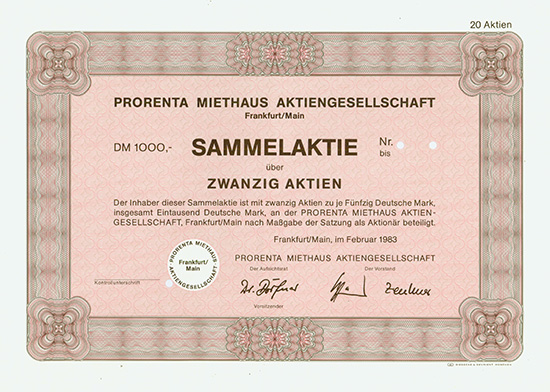 20 Aktien
PRORENTA MIETHAUS AKTIENGESELLSCHAFT
Frankfurt/Main
DM 1000,- SAMMELAKTIE Nr.
bis
über
ZWANZIG AKTIEN
Der Inhaber dieser Sammelaktie ist mit zwanzig Aktien zu je Fünfzig Deutsche Mark,
insgesamt Eintausend Deutsche Mark, an der PRORENTA MIETHAUS AKTIEN-
GESELLSCHAFT, Frankfurt/Main nach Maßgabe der Satzung als Aktionär beteiligt.
Frankfurt/Main, im Februar 1983
PRORENTA MIETHAUS AKTIENGESELLSCHAFT
Der Aufsichtsrat Der Vorstand
PRORENTA MIETHAUS
Frankfurt/
Main
AKTIENGESELLSCHAFT
Kontrollunterschrift
Dr.
Vorsitzender